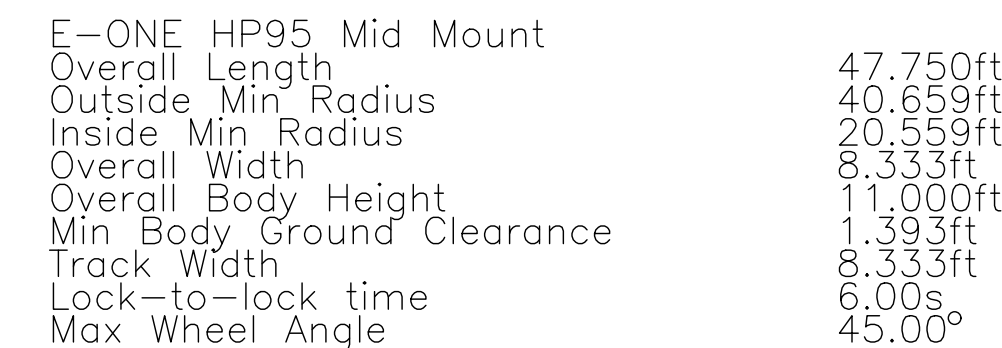 E-ONE HP95 Mid Mount
Overall Length 47.750ft
Outside Min Radius 40.659ft
Inside Min Radius 20.559ft
Overall Width 8.333ft
Overall Body Height 11.000ft
Min Body Ground Clearance 1.393ft
Track Width 8.333ft
Lock-to-lock time 6.00s
Max Wheel Angle 45.00°